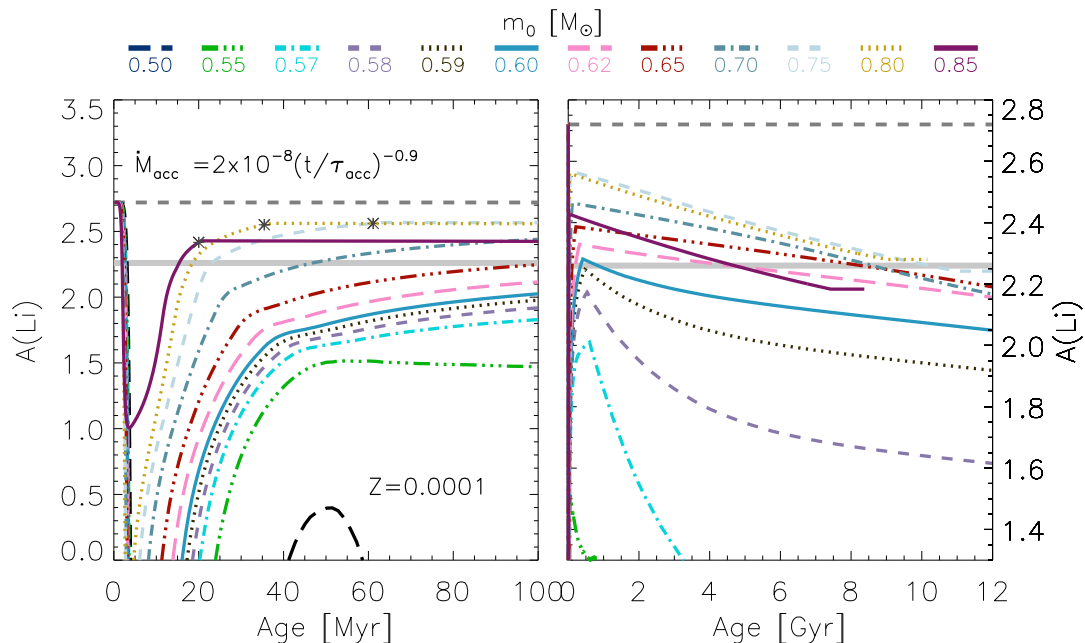 m₀ [M☉]
0.50 0.55 0.57 0.58 0.59 0.60 0.62 0.65 0.70 0.75 0.80 0.85
3.5
3.0
2.5
2.0
1.5
1.0
0.5
0.0
A(Li)
Ṁacc =2x10⁻⁸(t/τacc)⁻⁰·⁹
Z=0.0001
0 20 40 60 80 100
Age [Myr]
2.8
2.6
2.4
2.2
2.0
1.8
1.6
1.4
A(Li)
0 2 4 6 8 10 12
Age [Gyr]